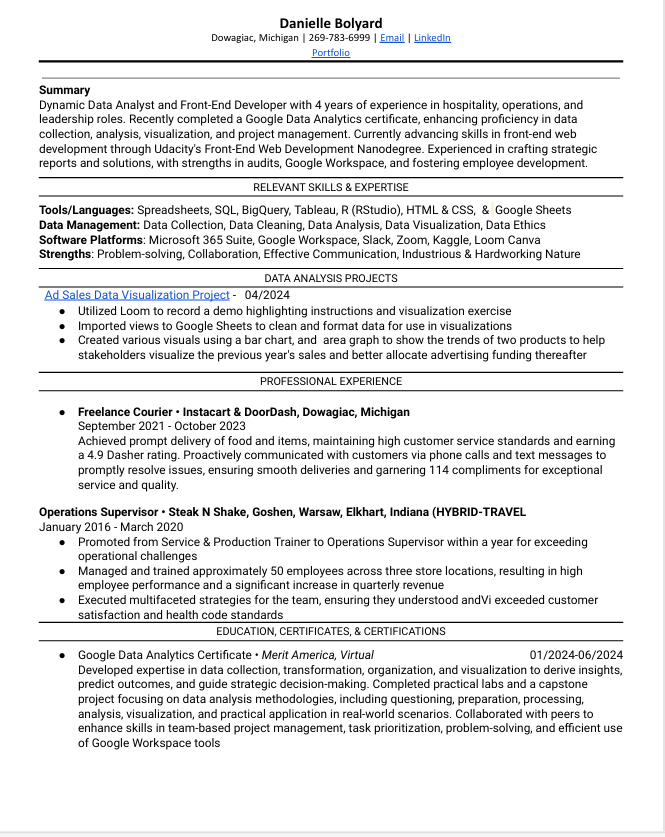 Danielle Bolyard
Dowagiac, Michigan | 269-783-6999 | Email | LinkedIn
Portfolio
Summary
Dynamic Data Analyst and Front-End Developer with 4 years of experience in hospitality, operations, and
leadership roles. Recently completed a Google Data Analytics certificate, enhancing proficiency in data
collection, analysis, visualization, and project management. Currently advancing skills in front-end web
development through Udacity's Front-End Web Development Nanodegree. Experienced in crafting strategic
reports and solutions, with strengths in audits, Google Workspace, and fostering employee development.
RELEVANT SKILLS & EXPERTISE
Tools/Languages: Spreadsheets, SQL, BigQuery, Tableau, R (RStudio), HTML & CSS, & Google Sheets
Data Management: Data Collection, Data Cleaning, Data Analysis, Data Visualization, Data Ethics
Software Platforms: Microsoft 365 Suite, Google Workspace, Slack, Zoom, Kaggle, Loom Canva
Strengths: Problem-solving, Collaboration, Effective Communication, Industrious & Hardworking Nature
DATA ANALYSIS PROJECTS
Ad Sales Data Visualization Project - 04/2024
● Utilized Loom to record a demo highlighting instructions and visualization exercise
● Imported views to Google Sheets to clean and format data for use in visualizations
● Created various visuals using a bar chart, and area graph to show the trends of two products to help
stakeholders visualize the previous year's sales and better allocate advertising funding thereafter
PROFESSIONAL EXPERIENCE
● Freelance Courier • Instacart & DoorDash, Dowagiac, Michigan
September 2021 - October 2023
Achieved prompt delivery of food and items, maintaining high customer service standards and earning
a 4.9 Dasher rating. Proactively communicated with customers via phone calls and text messages to
promptly resolve issues, ensuring smooth deliveries and garnering 114 compliments for exceptional
service and quality.
Operations Supervisor • Steak N Shake, Goshen, Warsaw, Elkhart, Indiana (HYBRID-TRAVEL
January 2016 - March 2020
● Promoted from Service & Production Trainer to Operations Supervisor within a year for exceeding
operational challenges
● Managed and trained approximately 50 employees across three store locations, resulting in high
employee performance and a significant increase in quarterly revenue
● Executed multifaceted strategies for the team, ensuring they understood andVi exceeded customer
satisfaction and health code standards
EDUCATION, CERTIFICATES, & CERTIFICATIONS
● Google Data Analytics Certificate • Merit America, Virtual 01/2024-06/2024
Developed expertise in data collection, transformation, organization, and visualization to derive insights,
predict outcomes, and guide strategic decision-making. Completed practical labs and a capstone
project focusing on data analysis methodologies, including questioning, preparation, processing,
analysis, visualization, and practical application in real-world scenarios. Collaborated with peers to
enhance skills in team-based project management, task prioritization, problem-solving, and efficient use
of Google Workspace tools